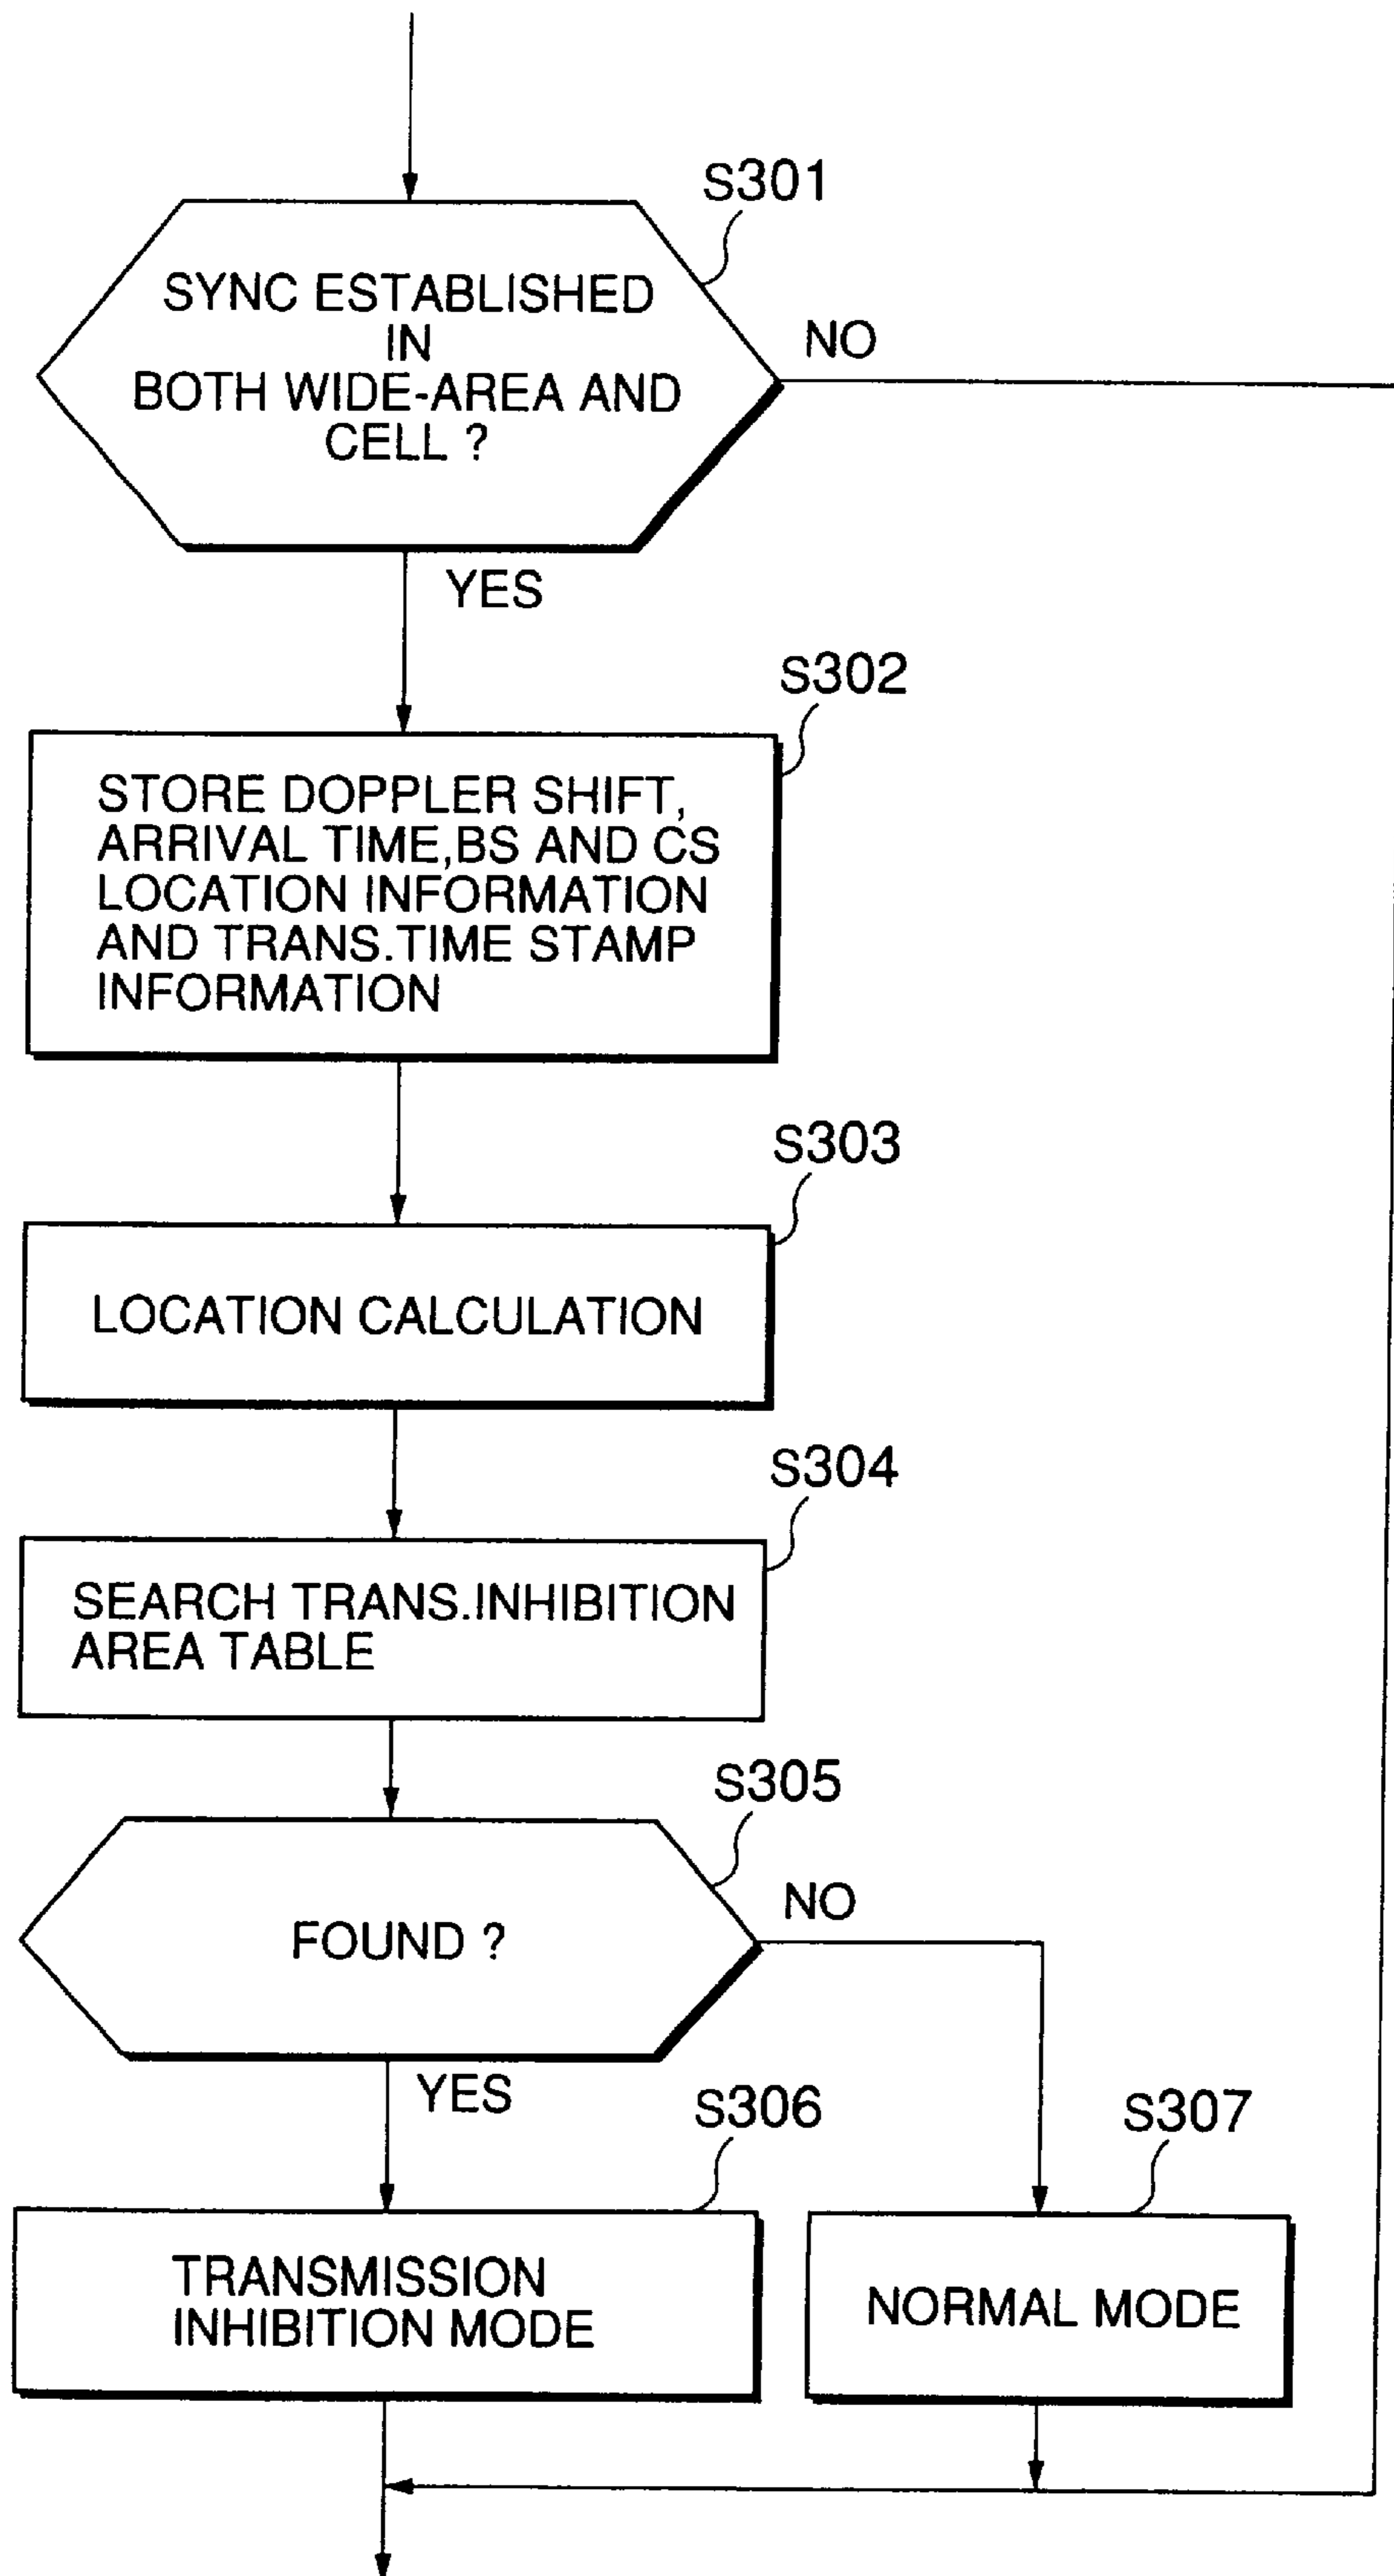 S301
SYNC ESTABLISHED
IN
BOTH WIDE-AREA AND
CELL ?
NO
YES
S302
STORE DOPPLER SHIFT,
ARRIVAL TIME,BS AND CS
LOCATION INFORMATION
AND TRANS.TIME STAMP
INFORMATION
S303
LOCATION CALCULATION
S304
SEARCH TRANS.INHIBITION
AREA TABLE
S305
FOUND ?
NO
YES
S306
S307
TRANSMISSION
INHIBITION MODE
NORMAL MODE